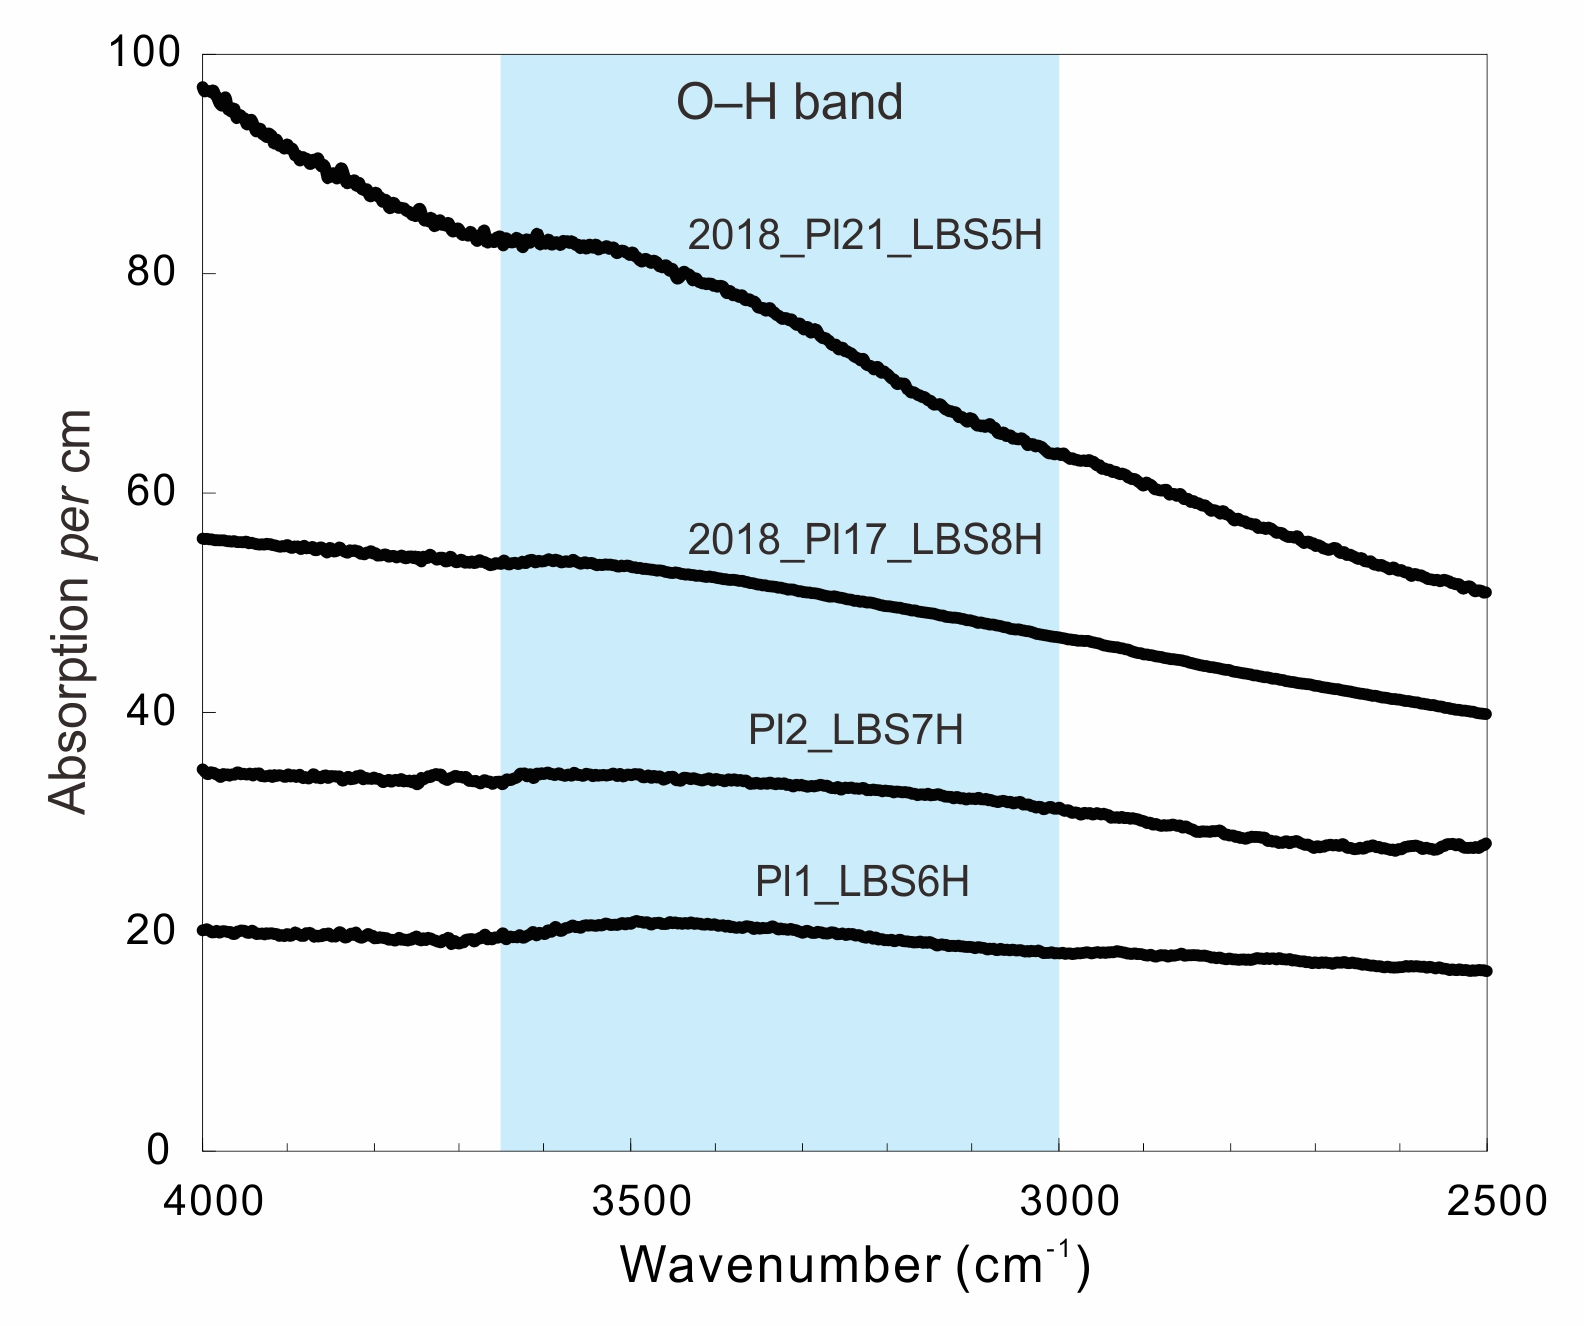 100
O–H band
2018_Pl21_LBS5H
80
60
2018_Pl17_LBS8H
40
Pl2_LBS7H
Pl1_LBS6H
20
0
4000 3500 3000 2500
Absorption per cm
Wavenumber (cm⁻¹)